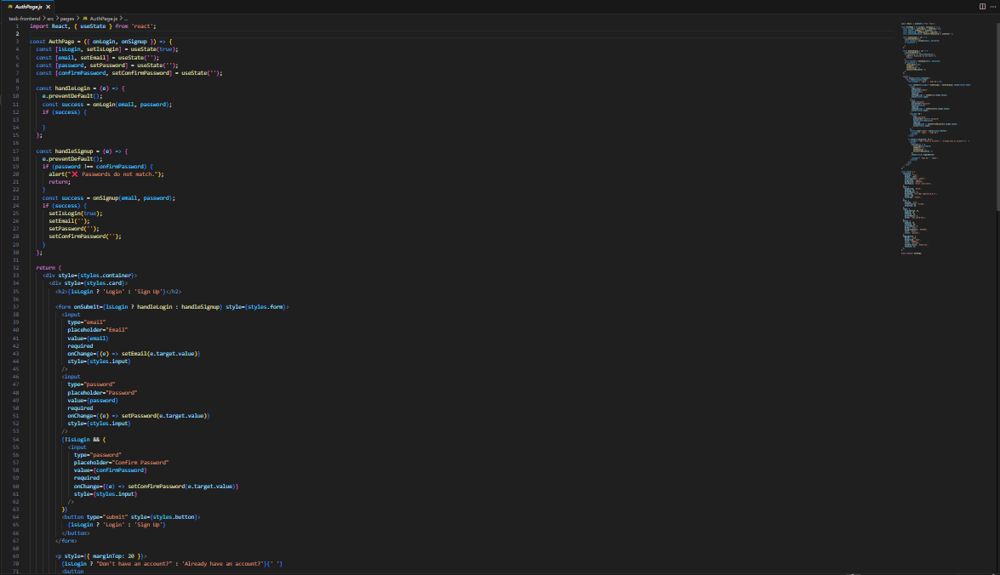 AuthPage.js ×
task-frontend > src > pages > AuthPage.js > ...
1 import React, { useState } from 'react';
2
3 const AuthPage = ({ onLogin, onSignup }) => {
4   const [isLogin, setIsLogin] = useState(true);
5   const [email, setEmail] = useState('');
6   const [password, setPassword] = useState('');
7   const [confirmPassword, setConfirmPassword] = useState('');
8
9   const handleLogin = (e) => {
10     e.preventDefault();
11     const success = onLogin(email, password);
12     if (success) {
13
14     }
15   };
16
17   const handleSignup = (e) => {
18     e.preventDefault();
19     if (password !== confirmPassword) {
20       alert("❌ Passwords do not match.");
21       return;
22     }
23     const success = onSignup(email, password);
24     if (success) {
25       setIsLogin(true);
26       setEmail('');
27       setPassword('');
28       setConfirmPassword('');
29     }
30   };
31
32   return (
33     <div style={styles.container}>
34       <div style={styles.card}>
35         <h2>{isLogin ? 'Login' : 'Sign Up'}</h2>
36
37         <form onSubmit={isLogin ? handleLogin : handleSignup} style={styles.form}>
38           <input
39             type="email"
40             placeholder="Email"
41             value={email}
42             required
43             onChange={(e) => setEmail(e.target.value)}
44             style={styles.input}
45           />
46           <input
47             type="password"
48             placeholder="Password"
49             value={password}
50             required
51             onChange={(e) => setPassword(e.target.value)}
52             style={styles.input}
53           />
54           {!isLogin && (
55             <input
56               type="password"
57               placeholder="Confirm Password"
58               value={confirmPassword}
59               required
60               onChange={(e) => setConfirmPassword(e.target.value)}
61               style={styles.input}
62             />
63           )}
64           <button type="submit" style={styles.button}>
65             {isLogin ? 'Login' : 'Sign Up'}
66           </button>
67         </form>
68
69         <p style={{ marginTop: 20 }}>
70           {isLogin ? "Don't have an account?" : 'Already have an account?'}{' '}
71           <button